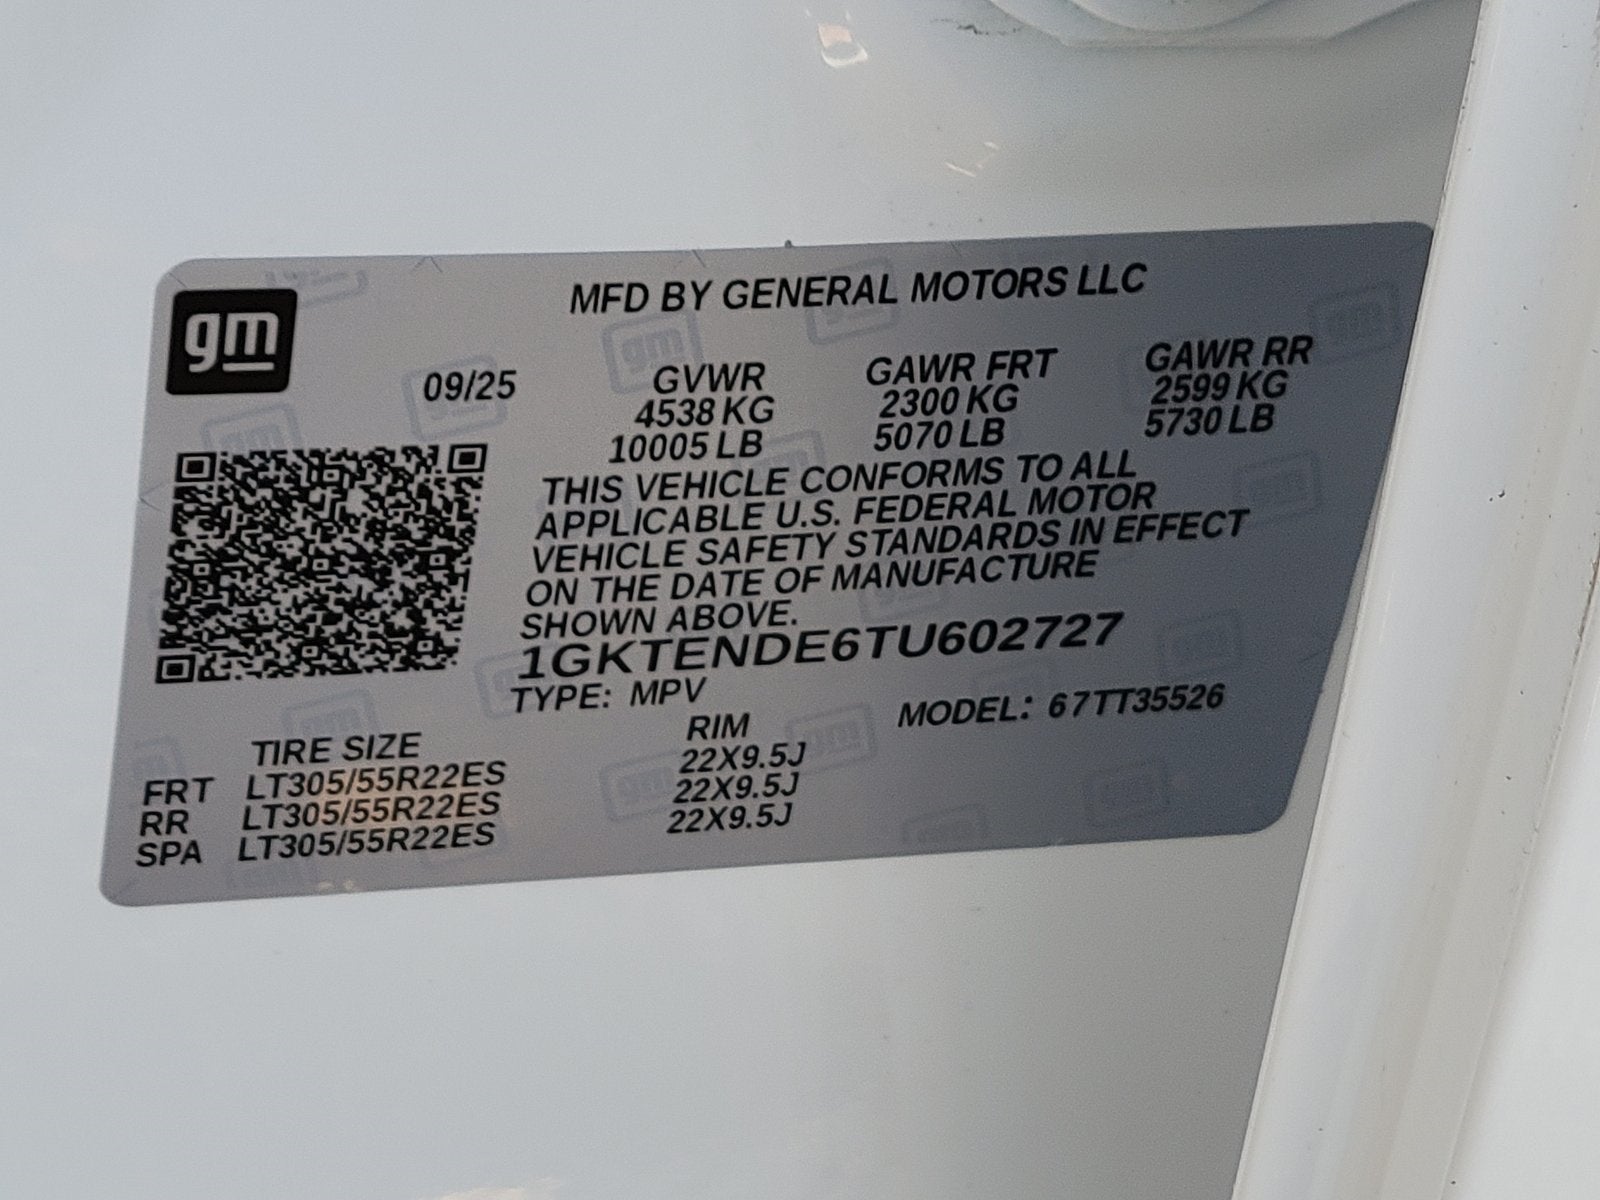 gm
MFD BY GENERAL MOTORS LLC
09/25 GVWR GAWR FRT GAWR RR
4538 KG 2300 KG 2599 KG
10005 LB 5070 LB 5730 LB
THIS VEHICLE CONFORMS TO ALL
APPLICABLE U.S. FEDERAL MOTOR
VEHICLE SAFETY STANDARDS IN EFFECT
ON THE DATE OF MANUFACTURE
SHOWN ABOVE.
1GKTENDE6TU602727
TYPE: MPV MODEL: 67TT35526
TIRE SIZE RIM
FRT LT305/55R22ES 22X9.5J
RR LT305/55R22ES 22X9.5J
SPA LT305/55R22ES 22X9.5J